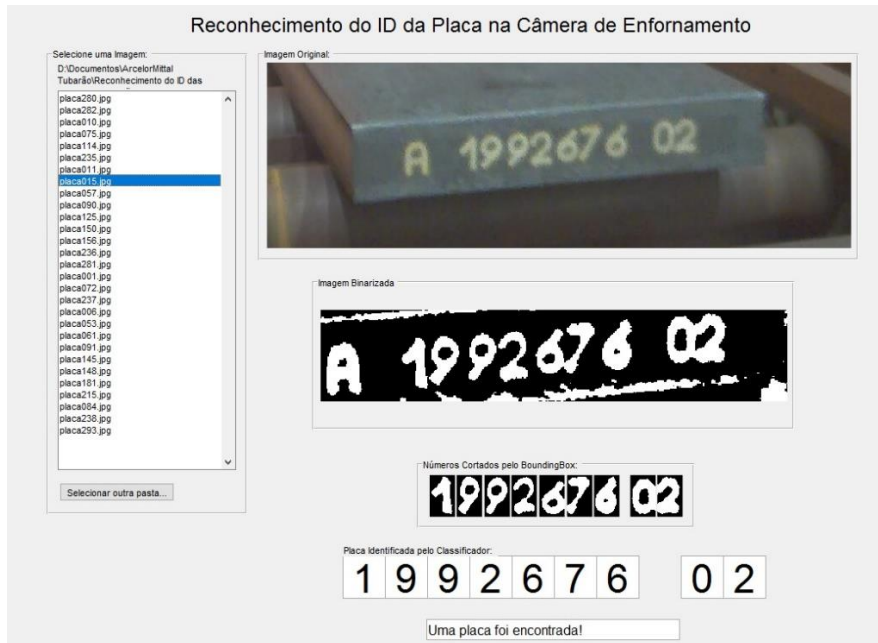 Reconhecimento do ID da Placa na Câmera de Enfornamento
Selecione uma Imagem:
D:\Documentos\ArcelorMittal
Tubarão\Reconhecimento do ID das
placa280.jpg
placa282.jpg
placa010.jpg
placa075.jpg
placa114.jpg
placa235.jpg
placa011.jpg
placa015.jpg
placa057.jpg
placa090.jpg
placa125.jpg
placa150.jpg
placa156.jpg
placa236.jpg
placa281.jpg
placa001.jpg
placa072.jpg
placa237.jpg
placa006.jpg
placa053.jpg
placa061.jpg
placa091.jpg
placa145.jpg
placa148.jpg
placa181.jpg
placa215.jpg
placa084.jpg
placa238.jpg
placa293.jpg
Selecionar outra pasta...
Imagem Original:
A 1992676 02
Imagem Binarizada
A 1992676 02
Números Cortados pelo BoundingBox:
1992676 02
Placa Identificada pelo Classificador:
1 9 9 2 6 7 6 0 2
Uma placa foi encontrada!